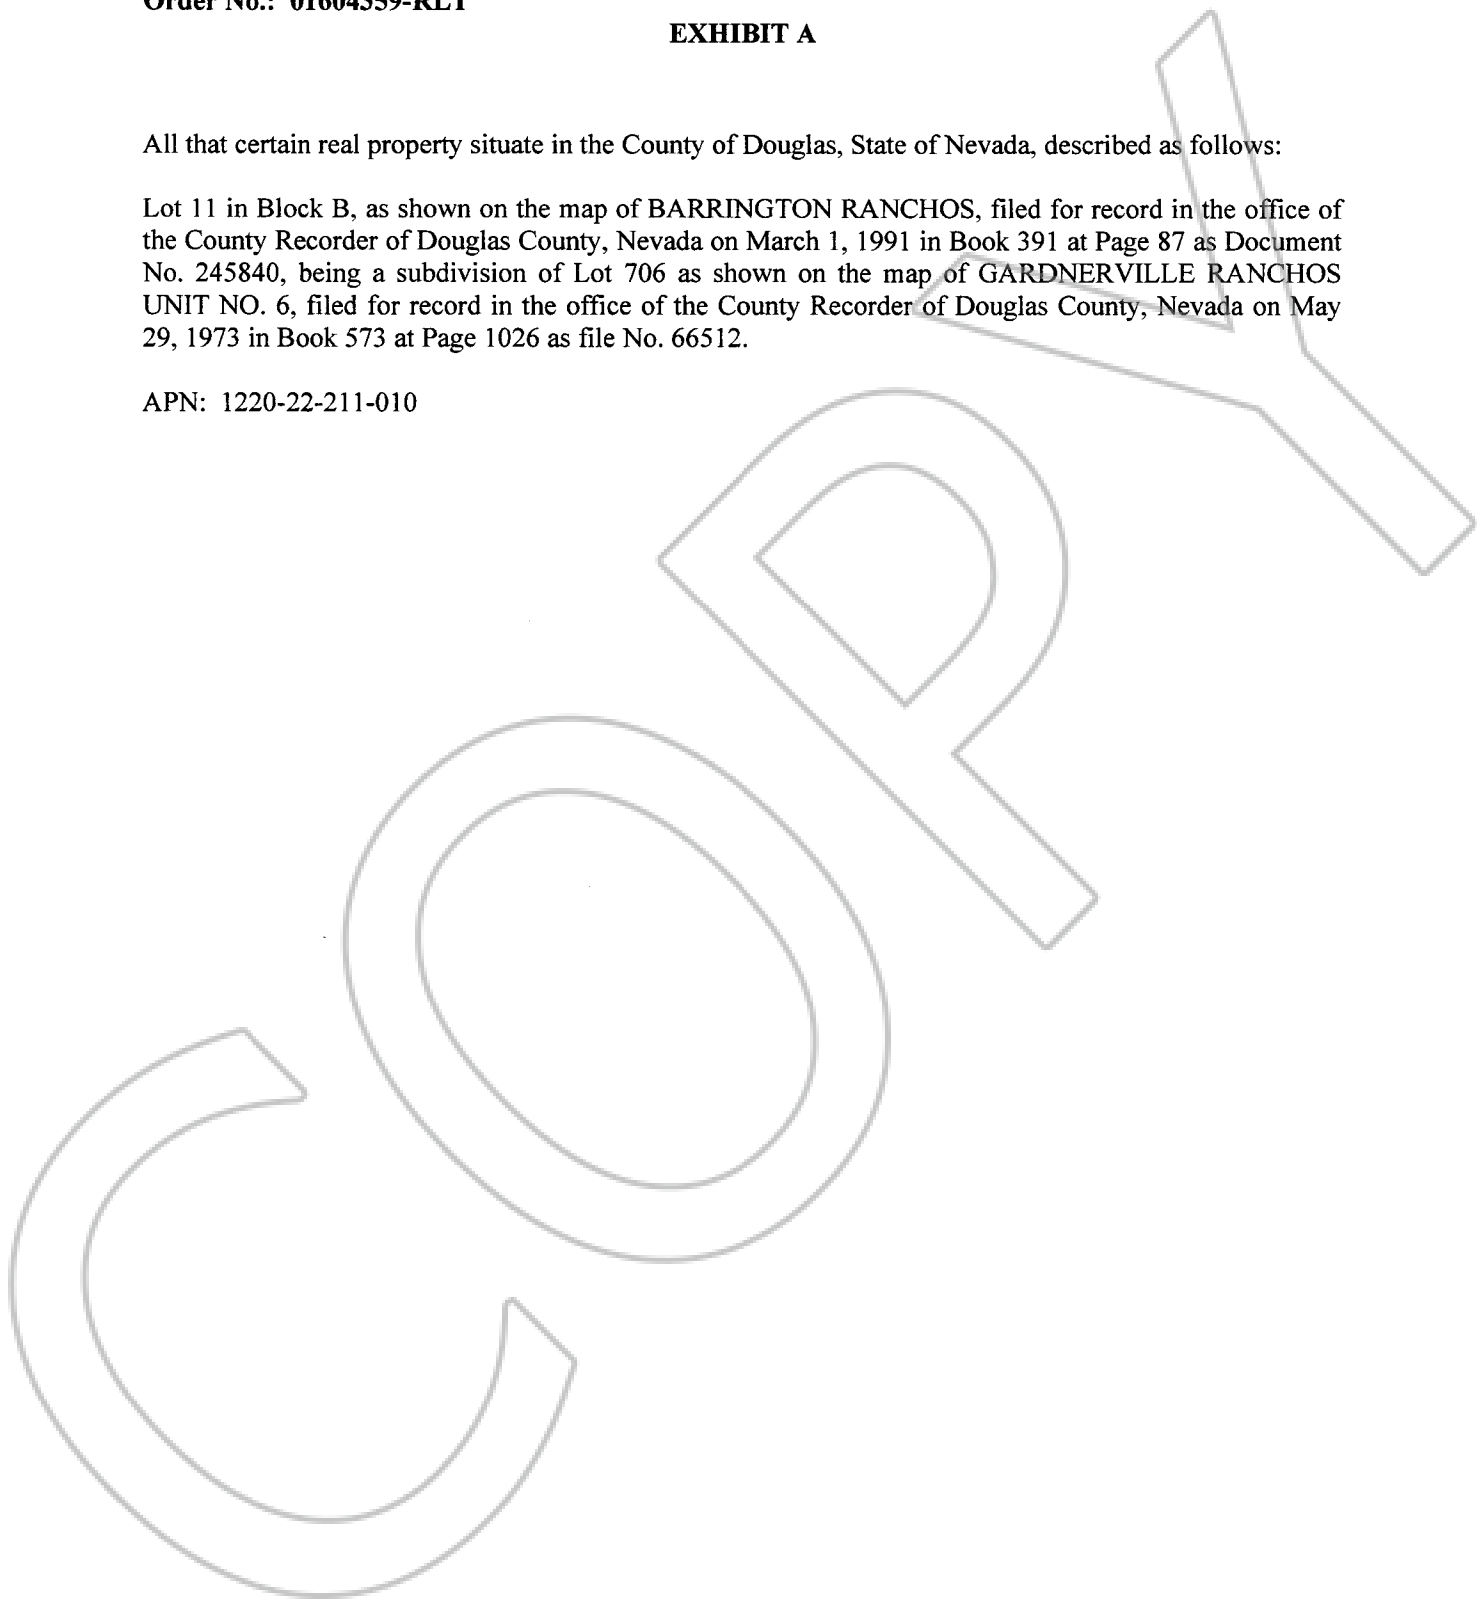 Order No.: 01604359-RLT
EXHIBIT A
All that certain real property situate in the County of Douglas, State of Nevada, described as follows:
Lot 11 in Block B, as shown on the map of BARRINGTON RANCHOS, filed for record in the office of
the County Recorder of Douglas County, Nevada on March 1, 1991 in Book 391 at Page 87 as Document
No. 245840, being a subdivision of Lot 706 as shown on the map of GARDNERVILLE RANCHOS
UNIT NO. 6, filed for record in the office of the County Recorder of Douglas County, Nevada on May
29, 1973 in Book 573 at Page 1026 as file No. 66512.
APN: 1220-22-211-010
COPY